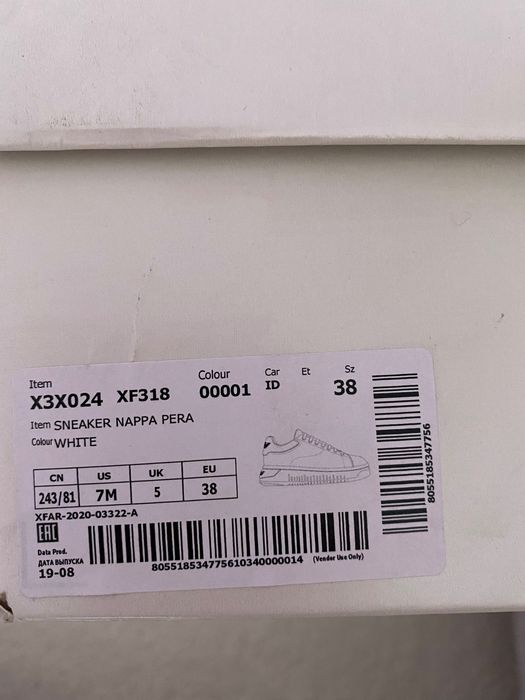 Item
X3X024 XF318
Colour
00001
Car
ID
Et
Sz
38
Item SNEAKER NAPPA PERA
Colour WHITE
CN US UK EU
243/81 7M 5 38
XFAR-2020-03322-A
EAC
Data Prod.
ДАТА ВЫПУСКА
19-08
805518534775610340000014 (Vendor Use Only)
8055185347756